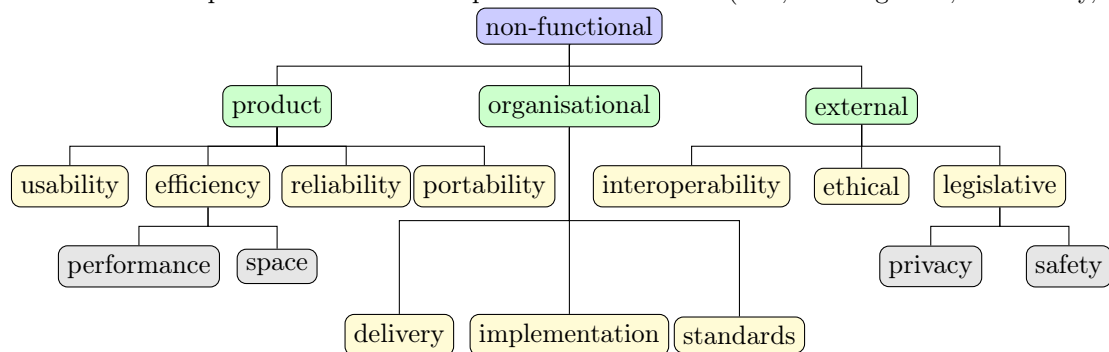 non-functional
product organisational external
usability efficiency reliability portability interoperability ethical legislative
performance space privacy safety
delivery implementation standards